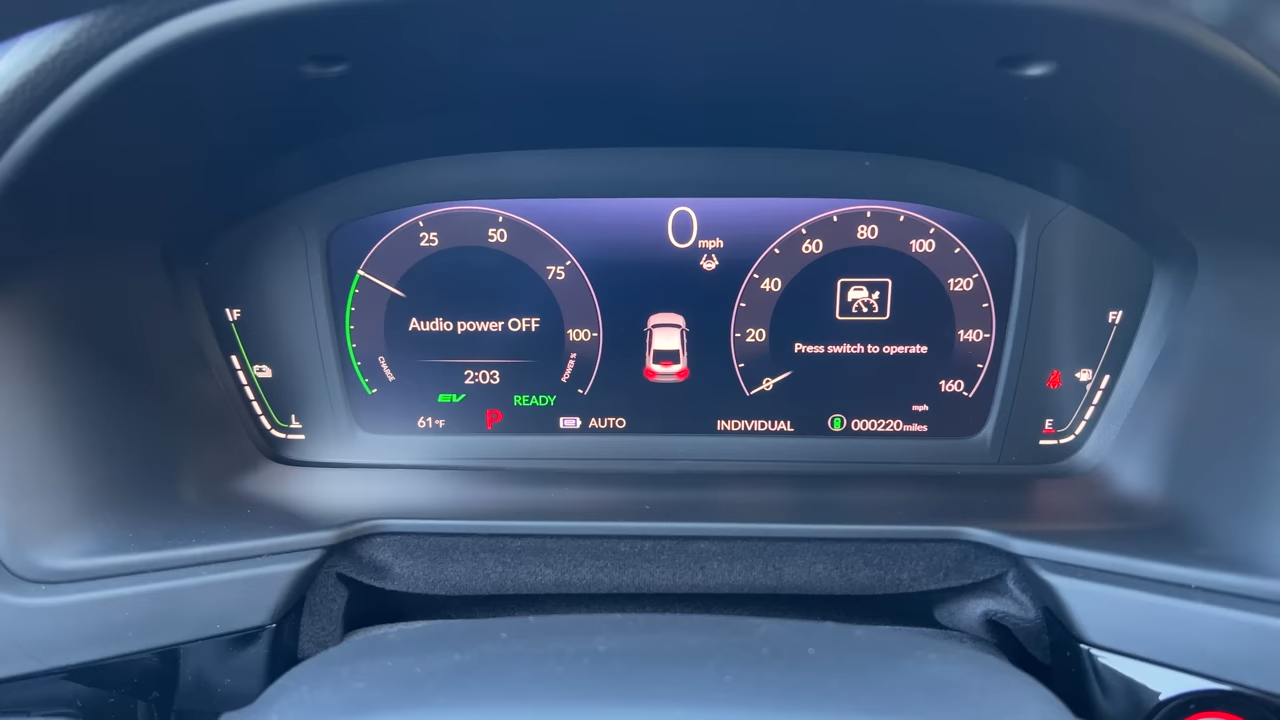 F
L
25
50
75
100
CHARGE
POWER %
Audio power OFF
2:03
EV
READY
61°F
P
AUTO
0 mph
0
20
40
60
80
100
120
140
160
mph
Press switch to operate
INDIVIDUAL
000220 miles
F
E